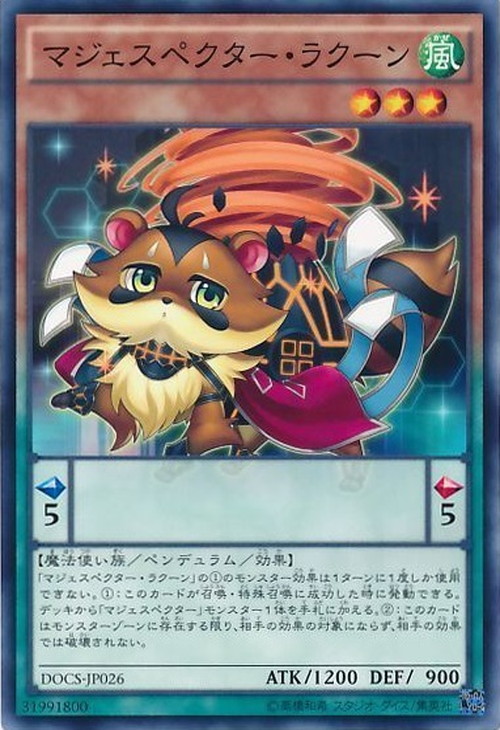 マジェスペクター・ラクーン
風
5
5
【魔法使い族／ペンデュラム／効果】
「マジェスペクター・ラクーン」の①のモンスター効果は1ターンに1度しか使用
できない。①：このカードが召喚・特殊召喚に成功した時に発動できる。
デッキから「マジェスペクター」モンスター1体を手札に加える。②：このカード
はモンスターゾーンに存在する限り、相手の効果の対象にならず、相手の効果
では破壊されない。
DOCS-JP026
ATK/1200 DEF/ 900
31991800
©高橋和希 スタジオ・ダイス/集英社